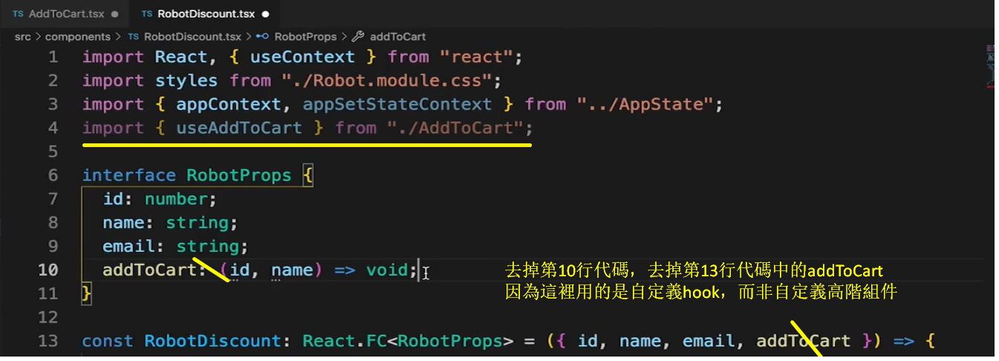 TS AddToCart.tsx ● TS RobotDiscount.tsx ●
src > components > TS RobotDiscount.tsx > RobotProps > addToCart
1 import React, { useContext } from "react";
2 import styles from "./Robot.module.css";
3 import { appContext, appSetStateContext } from "../AppState";
4 import { useAddToCart } from "./AddToCart";
5
6 interface RobotProps {
7 id: number;
8 name: string;
9 email: string;
10 addToCart: (id, name) => void;
去掉第10行代碼，去掉第13行代碼中的addToCart
因為這裡用的是自定義hook，而非自定義高階組件
11 }
12
13 const RobotDiscount: React.FC<RobotProps> = ({ id, name, email, addToCart }) => {